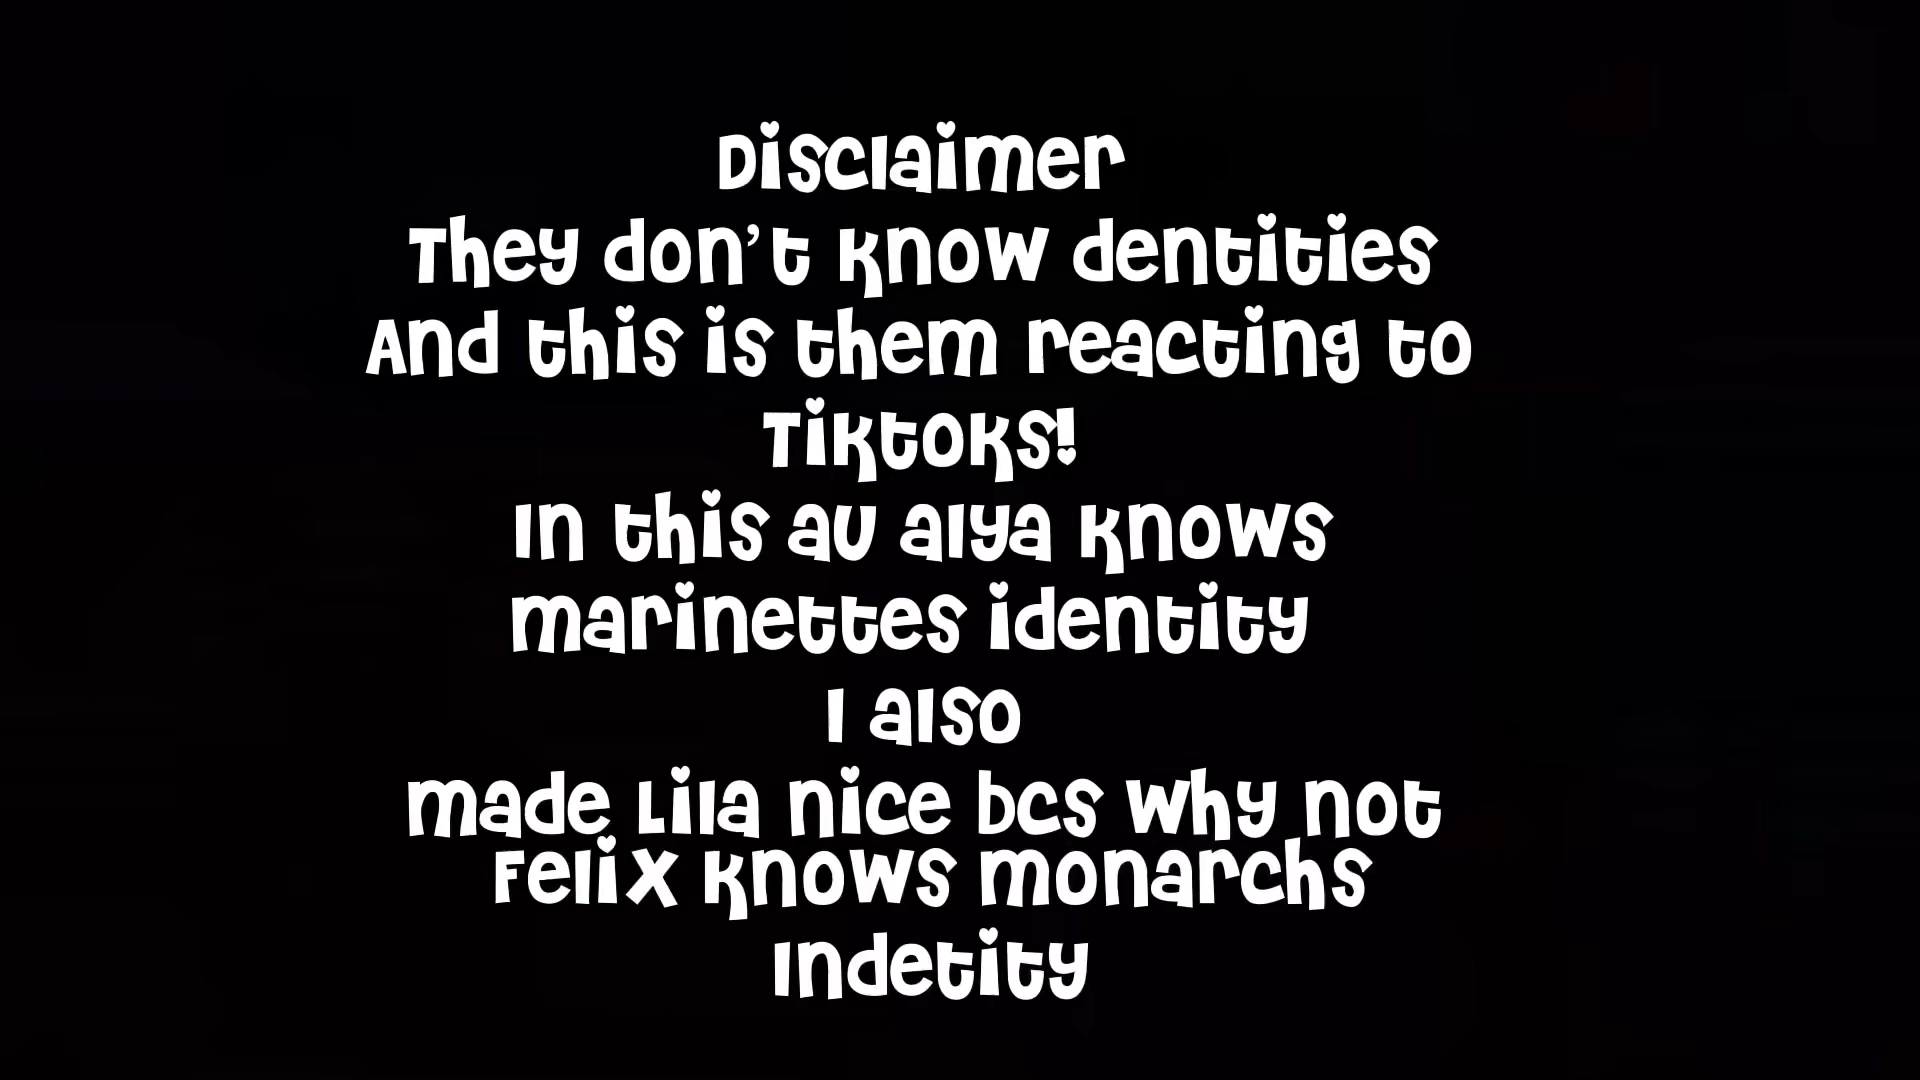 Disclaimer
They don't know dentities
And this is them reacting to
Tiktoks!
In this au alya knows
marinettes identity
I also
made Lila nice bcs why not
Felix knows monarchs
Indetity